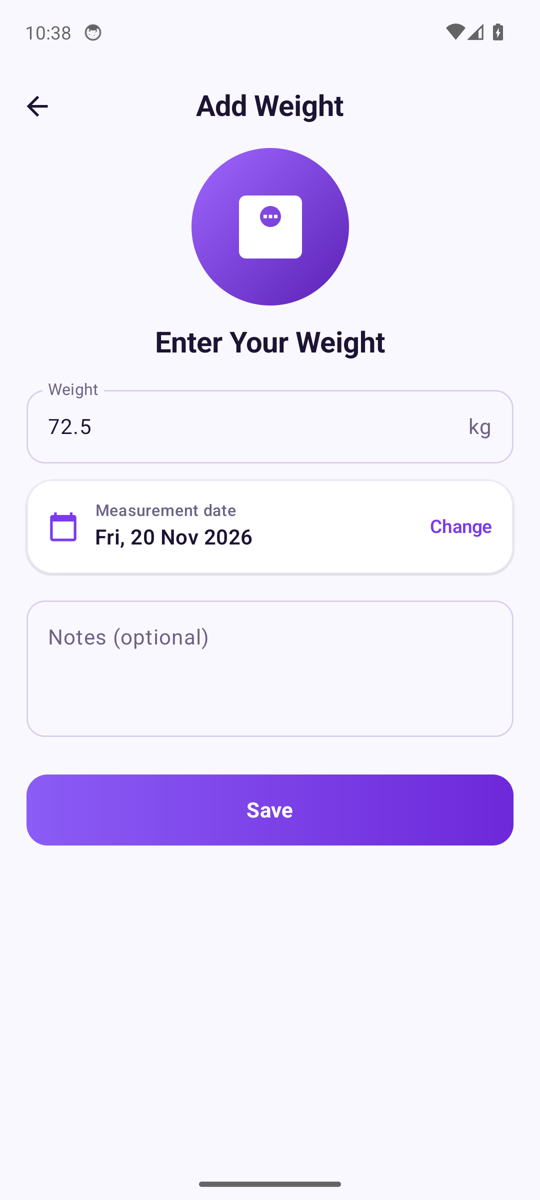 10:38
Add Weight
Enter Your Weight
Weight
72.5 kg
Measurement date
Fri, 20 Nov 2026
Change
Notes (optional)
Save